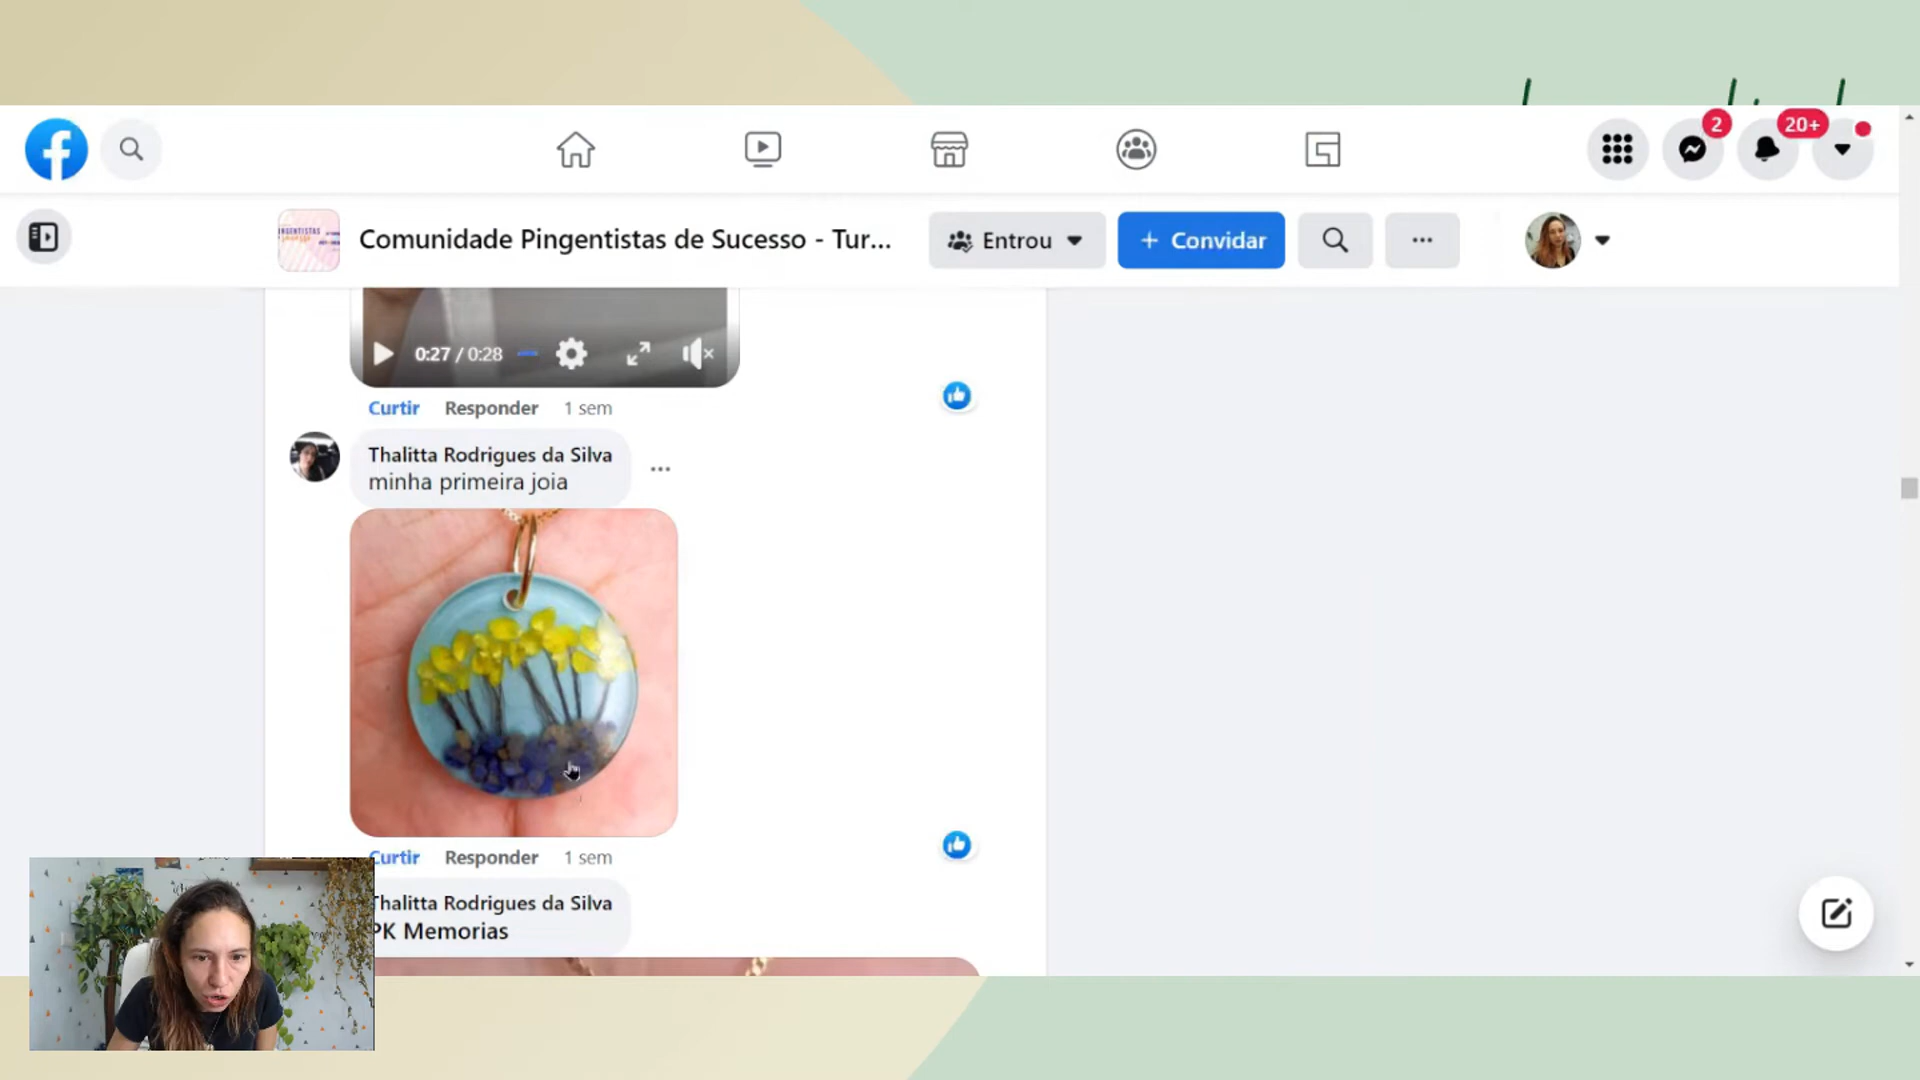 2
20+
Comunidade Pingentistas de Sucesso - Tur...
Entrou
+ Convidar
0:27 / 0:28
Curtir Responder 1 sem
Thalitta Rodrigues da Silva
minha primeira joia
Curtir Responder 1 sem
Thalitta Rodrigues da Silva
PK Memorias